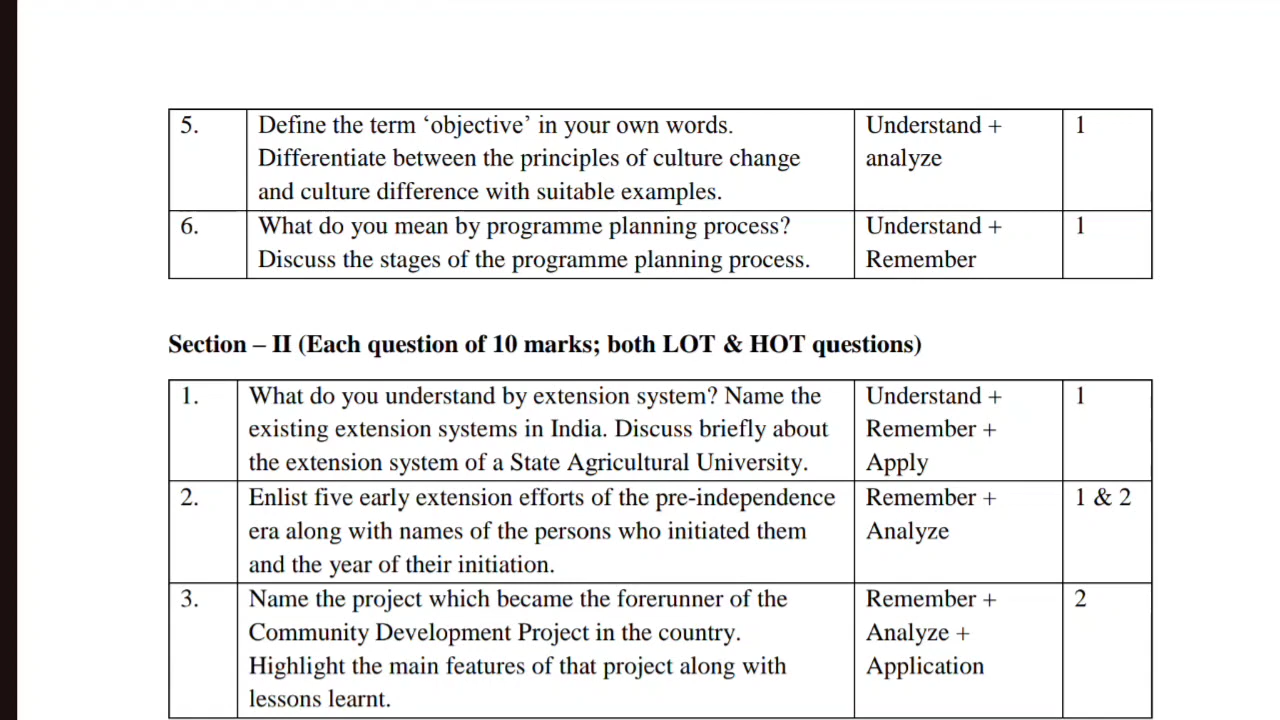 5. Define the term ‘objective’ in your own words. Understand + 1
Differentiate between the principles of culture change analyze
and culture difference with suitable examples.
6. What do you mean by programme planning process? Understand + 1
Discuss the stages of the programme planning process. Remember
Section – II (Each question of 10 marks; both LOT & HOT questions)
1. What do you understand by extension system? Name the Understand + 1
existing extension systems in India. Discuss briefly about Remember +
the extension system of a State Agricultural University. Apply
2. Enlist five early extension efforts of the pre-independence Remember + 1 & 2
era along with names of the persons who initiated them Analyze
and the year of their initiation.
3. Name the project which became the forerunner of the Remember + 2
Community Development Project in the country. Analyze +
Highlight the main features of that project along with Application
lessons learnt.